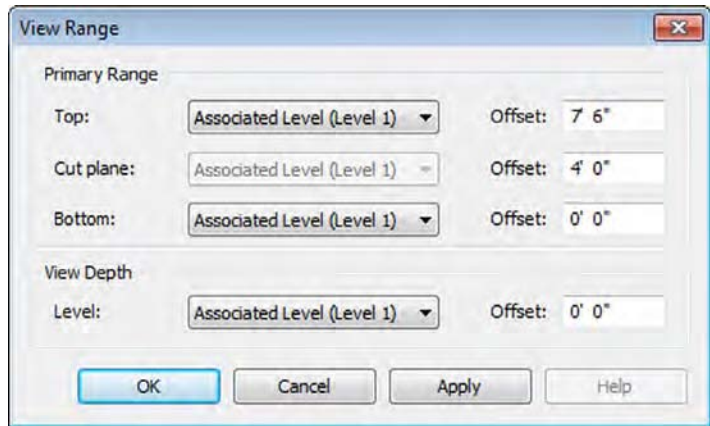 View Range
Primary Range
Top: Associated Level (Level 1) Offset: 7' 6"
Cut plane: Associated Level (Level 1) Offset: 4' 0"
Bottom: Associated Level (Level 1) Offset: 0' 0"
View Depth
Level: Associated Level (Level 1) Offset: 0' 0"
OK Cancel Apply Help